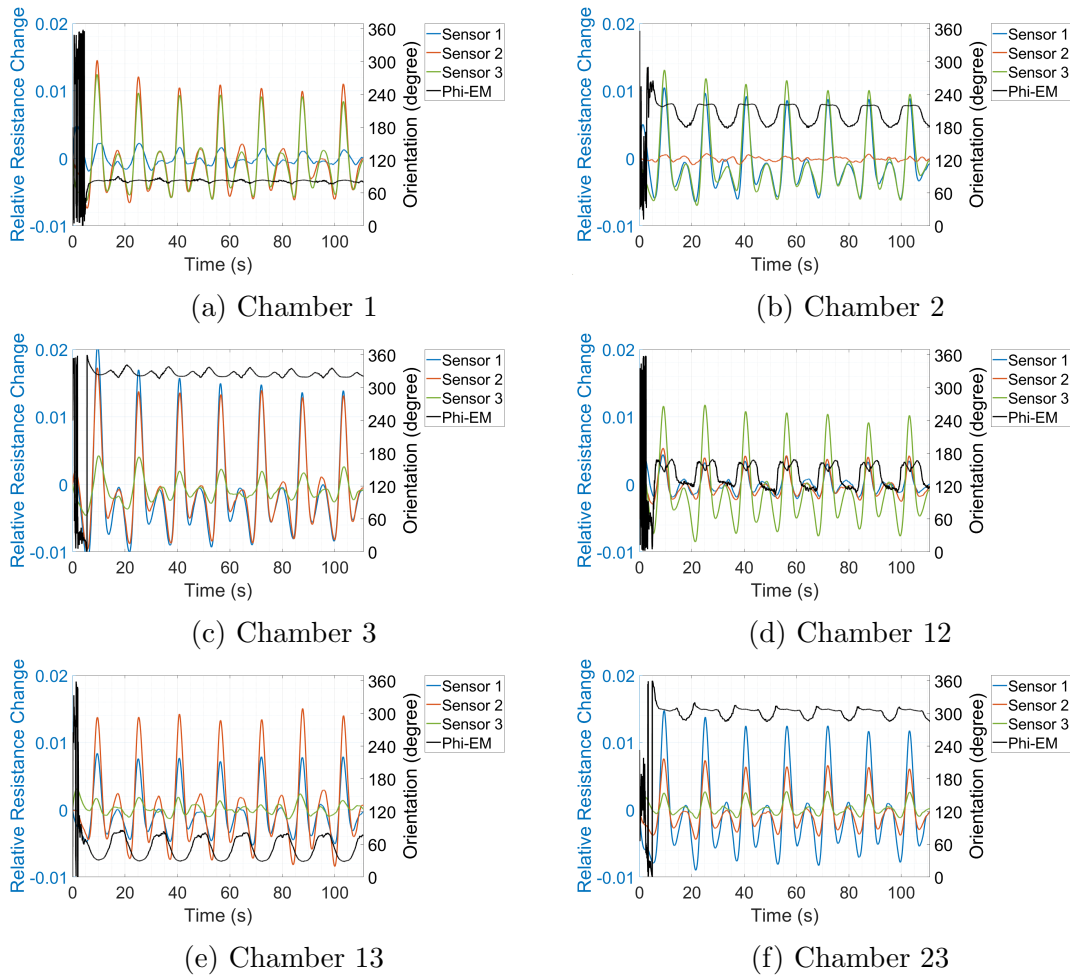 Relative Resistance Change
0.02
0.01
0
-0.01
0 20 40 60 80 100
Time (s)
360
300
240
180
120
60
0
Orientation (degree)
Sensor 1
Sensor 2
Sensor 3
Phi-EM
(a) Chamber 1
Relative Resistance Change
0.02
0.01
0
-0.01
0 20 40 60 80 100
Time (s)
360
300
240
180
120
60
0
Orientation (degree)
Sensor 1
Sensor 2
Sensor 3
Phi-EM
(b) Chamber 2
Relative Resistance Change
0.02
0.01
0
-0.01
0 20 40 60 80 100
Time (s)
360
300
240
180
120
60
0
Orientation (degree)
Sensor 1
Sensor 2
Sensor 3
Phi-EM
(c) Chamber 3
Relative Resistance Change
0.02
0.01
0
-0.01
0 20 40 60 80 100
Time (s)
360
300
240
180
120
60
0
Orientation (degree)
Sensor 1
Sensor 2
Sensor 3
Phi-EM
(d) Chamber 12
Relative Resistance Change
0.02
0.01
0
-0.01
0 20 40 60 80 100
Time (s)
360
300
240
180
120
60
0
Orientation (degree)
Sensor 1
Sensor 2
Sensor 3
Phi-EM
(e) Chamber 13
Relative Resistance Change
0.02
0.01
0
-0.01
0 20 40 60 80 100
Time (s)
360
300
240
180
120
60
0
Orientation (degree)
Sensor 1
Sensor 2
Sensor 3
Phi-EM
(f) Chamber 23